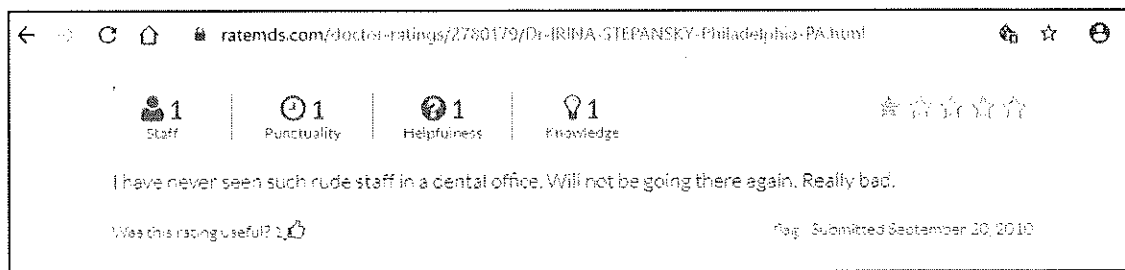 ratemds.com/doctor-ratings/2780179/Dr-IRINA-STEPANSKY-Philadelphia-PA.html
1 1 1 1
Staff Punctuality Helpfulness Knowledge
I have never seen such rude staff in a dental office. Will not be going there again. Really bad.
Was this rating useful? 1 flag Submitted September 20, 2010